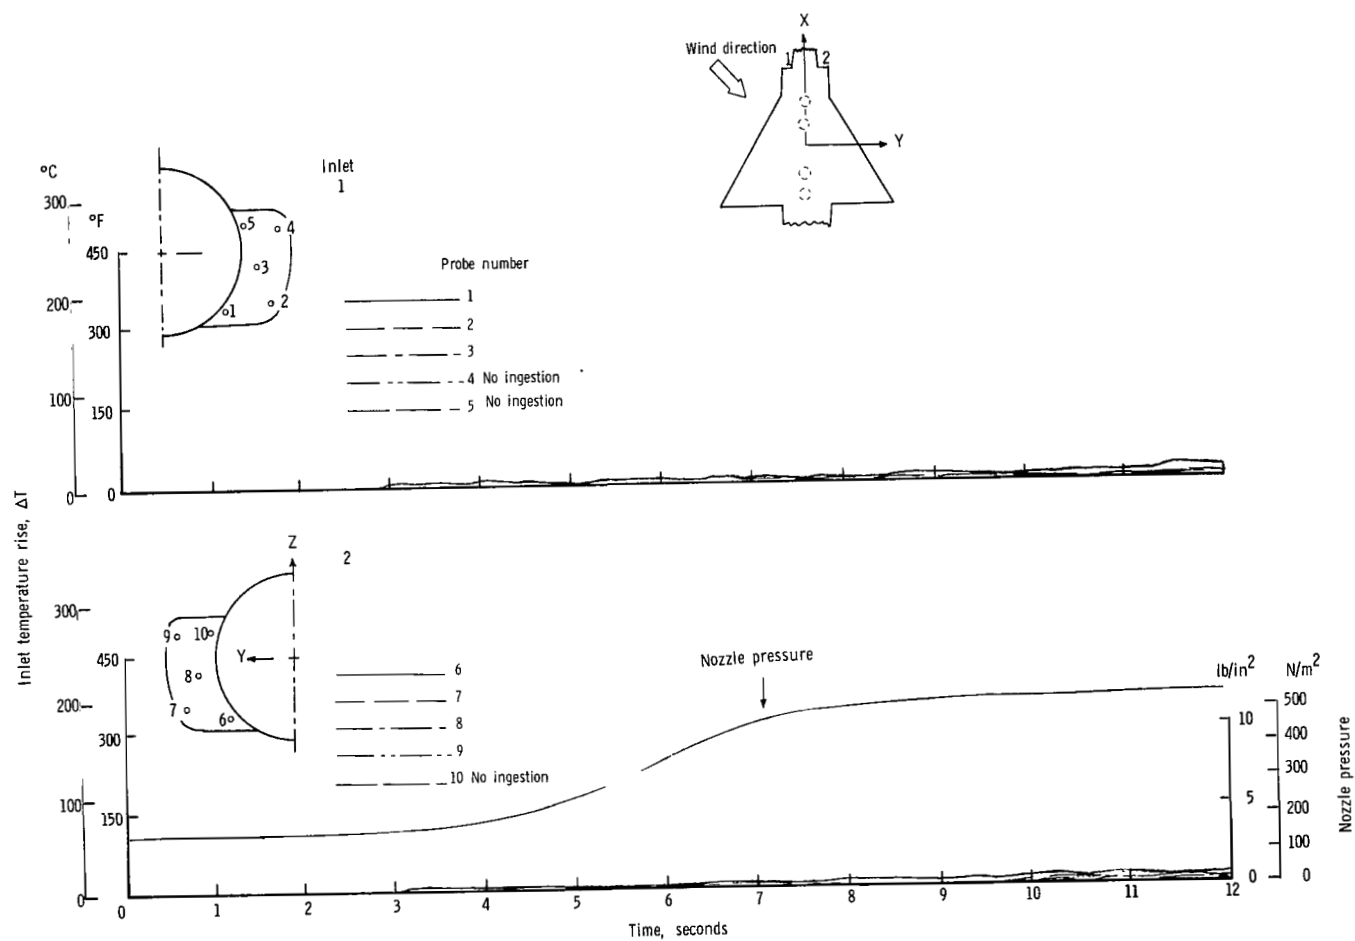 X
Wind direction
1 2
Y
°C
Inlet
1
300
°F
5
4
450
3
Probe number
200
2
1
1
300
2
3
4 No ingestion
100
150
5 No ingestion
0
0
Inlet temperature rise, ΔT
Z
2
300
9
10
450
Y
Nozzle pressure
8
6
lb/in²
N/m²
200
7
6
7
10
500
300
8
400
9
300
10 No ingestion
100
5
150
200
100
Nozzle pressure
0
0
0
0
0 1 2 3 4 5 6 7 8 9 10 11 12
Time, seconds